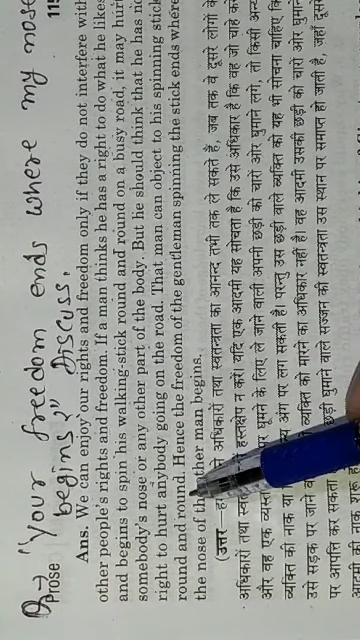 Prose → "Your freedom ends where my nose
begins?" Discuss.
115
Ans. We can enjoy our rights and freedom only if they do not interfere with
other people's rights and freedom. If a man thinks he has a right to do what he likes
and begins to spin his walking-stick round and round on a busy road, it may hurt
somebody's nose or any other part of the body. But he should think that he has no
right to hurt anybody going on the road. That man can object to his spinning stick
round and round. Hence the freedom of the gentleman spinning the stick ends where
the nose of the other man begins.
(उत्तर— अधिकारों तथा स्वतन्त्रता का आनन्द तभी तक ले सकते हैं, जब तक वे दूसरे लोगों के
अधिकारों तथा हस्तक्षेप न करें। यदि एक आदमी यह सोचता है कि उसे अधिकार है कि वह जो चाहे करे
और वह एक व्यस्त पर घूमने के लिए ले जाने वाली अपनी छड़ी को चारों ओर घुमाने लगे, तो किसी अन्य
व्यक्ति की नाक या अंग पर लग सकती है। परन्तु उस छड़ी वाले व्यक्ति को यह भी सोचना चाहिए कि
उसे सड़क पर जाने व्यक्ति को मारने का अधिकार नहीं है। वह आदमी उसकी छड़ी को चारों ओर घुमाने
पर आपत्ति कर सकता छड़ी घुमाने वाले सज्जन की स्वतन्त्रता उस स्थान पर समाप्त हो जाती है, जहाँ दूसरे
आदमी की नाक शुरू